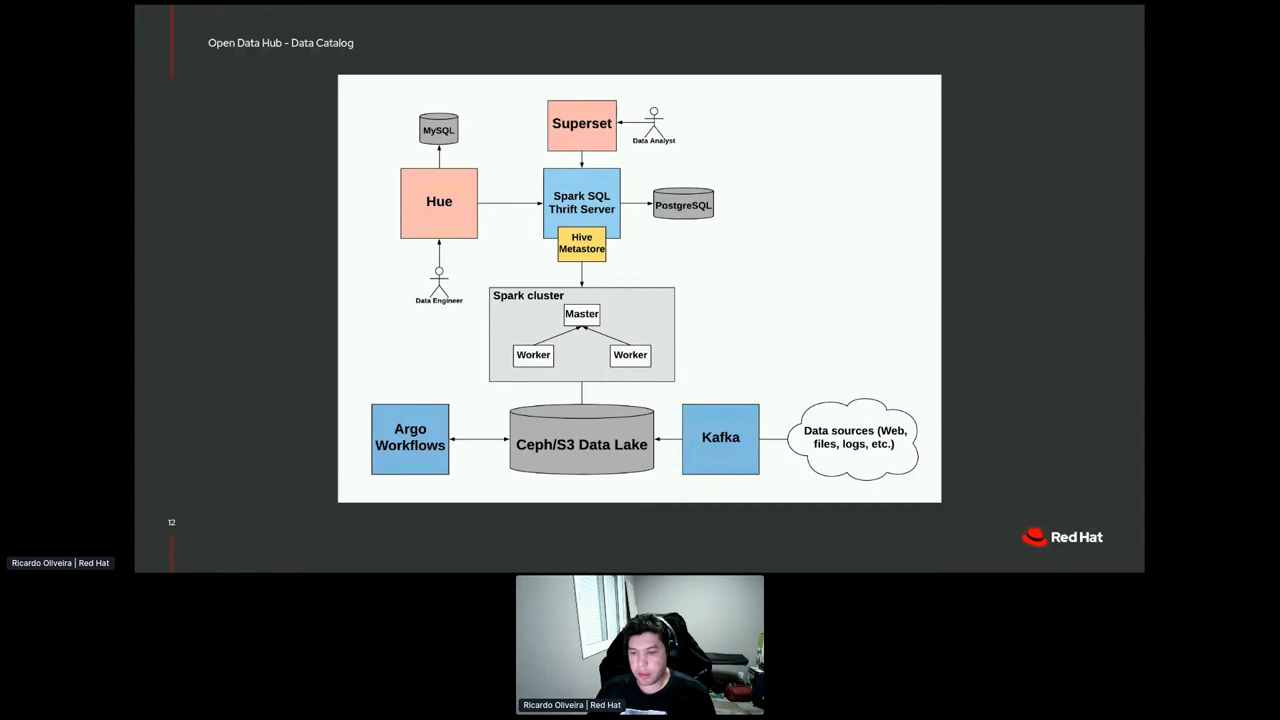 Open Data Hub - Data Catalog
MySQL
Superset
Data Analyst
Hue
Spark SQL
Thrift Server
PostgreSQL
Hive
Metastore
Data Engineer
Spark cluster
Master
Worker
Worker
Argo
Workflows
Ceph/S3 Data Lake
Kafka
Data sources (Web,
files, logs, etc.)
12
Red Hat
Ricardo Oliveira | Red Hat
Ricardo Oliveira | Red Hat